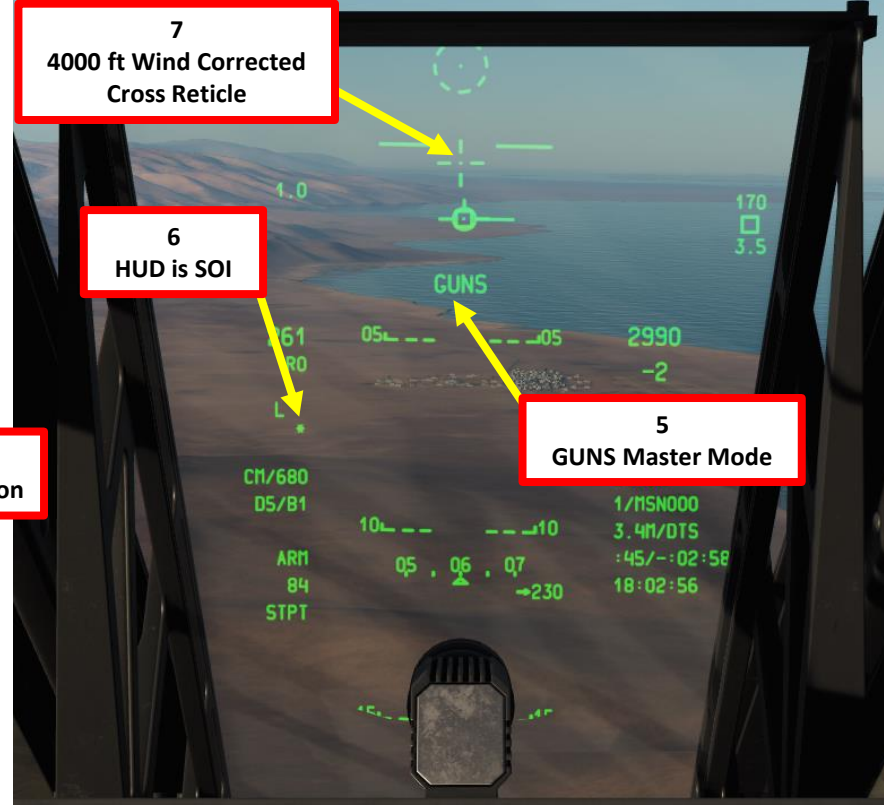 7
4000 ft Wind Corrected
Cross Reticle
1.0
170
3.5
6
HUD is SOI
GUNS
05 05
2990
-2
L *
5
GUNS Master Mode
on
CM/680
D5/B1
1/MSN000
10 10
3.4M/DTS
ARM
05 . 06 . 07
:45/-:02:58
84
→230
18:02:56
STPT